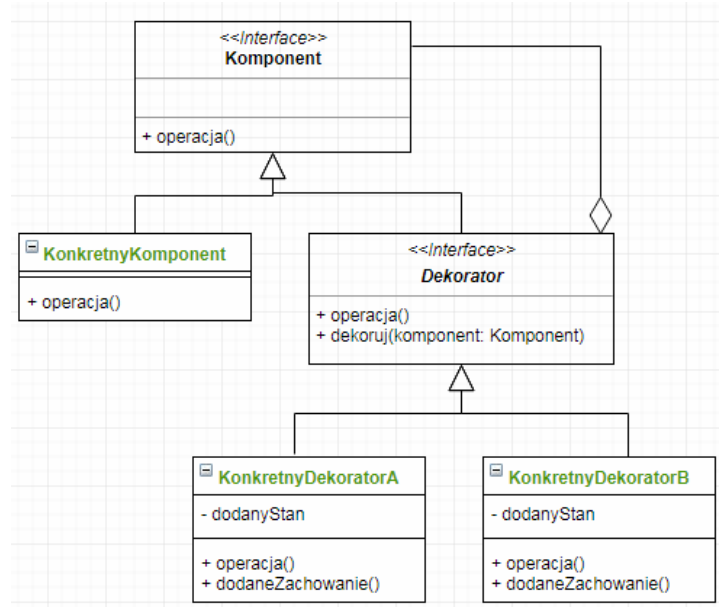 <<Interface>>
Komponent
+ operacja()
KonkretnyKomponent
+ operacja()
<<Interface>>
Dekorator
+ operacja()
+ dekoruj(komponent: Komponent)
KonkretnyDekoratorA
- dodanyStan
+ operacja()
+ dodaneZachowanie()
KonkretnyDekoratorB
- dodanyStan
+ operacja()
+ dodaneZachowanie()